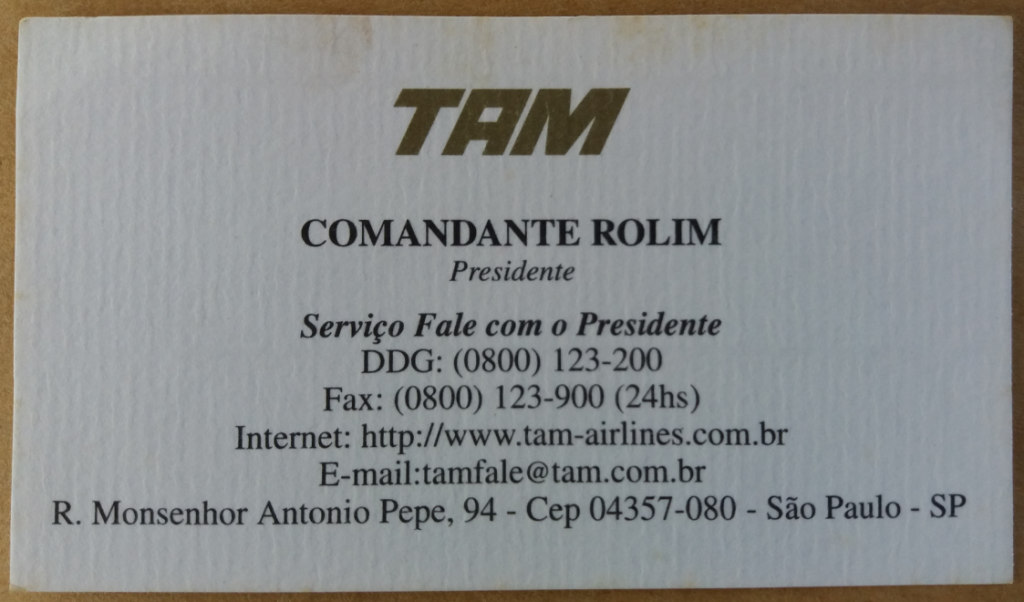 TAM
COMANDANTE ROLIM
Presidente
Serviço Fale com o Presidente
DDG: (0800) 123-200
Fax: (0800) 123-900 (24hs)
Internet: http://www.tam-airlines.com.br
E-mail:tamfale@tam.com.br
R. Monsenhor Antonio Pepe, 94 - Cep 04357-080 - São Paulo - SP